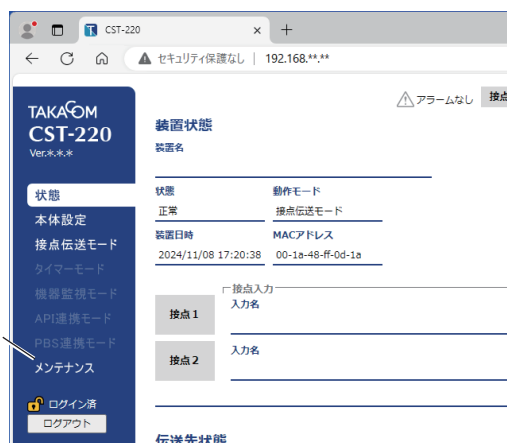 CST-220
セキュリティ保護なし
192.168.**.**
TAKACOM
CST-220
Ver.*.*.*
状態
本体設定
接点伝送モード
タイマーモード
機器監視モード
API連携モード
PBS連携モード
メンテナンス
ログイン済
ログアウト
アラームなし
装置状態
装置名
状態 動作モード
正常 接点伝送モード
装置日時 MACアドレス
2024/11/08 17:20:38 00-1a-48-ff-0d-1a
接点入力
接点1 入力名
接点2 入力名
伝送先状態